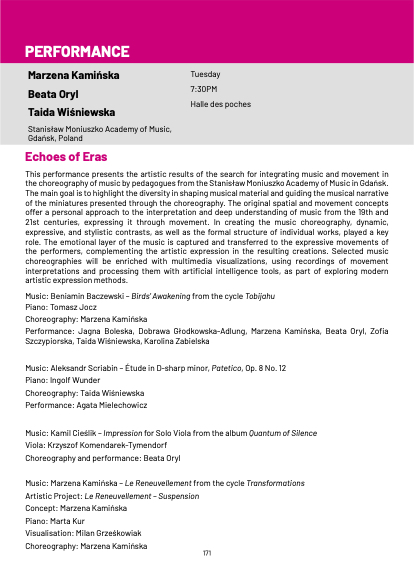 PERFORMANCE
Marzena Kamińska
Beata Oryl
Taida Wiśniewska
Stanisław Moniuszko Academy of Music,
Gdańsk, Poland
Tuesday
7:30PM
Halle des poches
Echoes of Eras
This performance presents the artistic results of the search for integrating music and movement in
the choreography of music by pedagogues from the Stanisław Moniuszko Academy of Music in Gdańsk.
The main goal is to highlight the diversity in shaping musical material and guiding the musical narrative
of the miniatures presented through the choreography. The original spatial and movement concepts
offer a personal approach to the interpretation and deep understanding of music from the 19th and
21st centuries, expressing it through movement. In creating the music choreography, dynamic,
expressive, and stylistic contrasts, as well as the formal structure of individual works, played a key
role. The emotional layer of the music is captured and transferred to the expressive movements of
the performers, complementing the artistic expression in the resulting creations. Selected music
choreographies will be enriched with multimedia visualizations, using recordings of movement
interpretations and processing them with artificial intelligence tools, as part of exploring modern
artistic expression methods.
Music: Beniamin Baczewski – Birds' Awakening from the cycle Tobijahu
Piano: Tomasz Jocz
Choreography: Marzena Kamińska
Performance: Jagna Boleska, Dobrawa Głodkowska-Adlung, Marzena Kamińska, Beata Oryl, Zofia
Szczypiorska, Taida Wiśniewska, Karolina Zabielska
Music: Aleksandr Scriabin – Étude in D-sharp minor, Patetico, Op. 8 No. 12
Piano: Ingolf Wunder
Choreography: Taida Wiśniewska
Performance: Agata Mielechowicz
Music: Kamil Cieślik – Impression for Solo Viola from the album Quantum of Silence
Viola: Krzyszof Komendarek-Tymendorf
Choreography and performance: Beata Oryl
Music: Marzena Kamińska – Le Reneuvellement from the cycle Transformations
Artistic Project: Le Reneuvellement – Suspension
Concept: Marzena Kamińska
Piano: Marta Kur
Visualisation: Milan Grześkowiak
Choreography: Marzena Kamińska
171